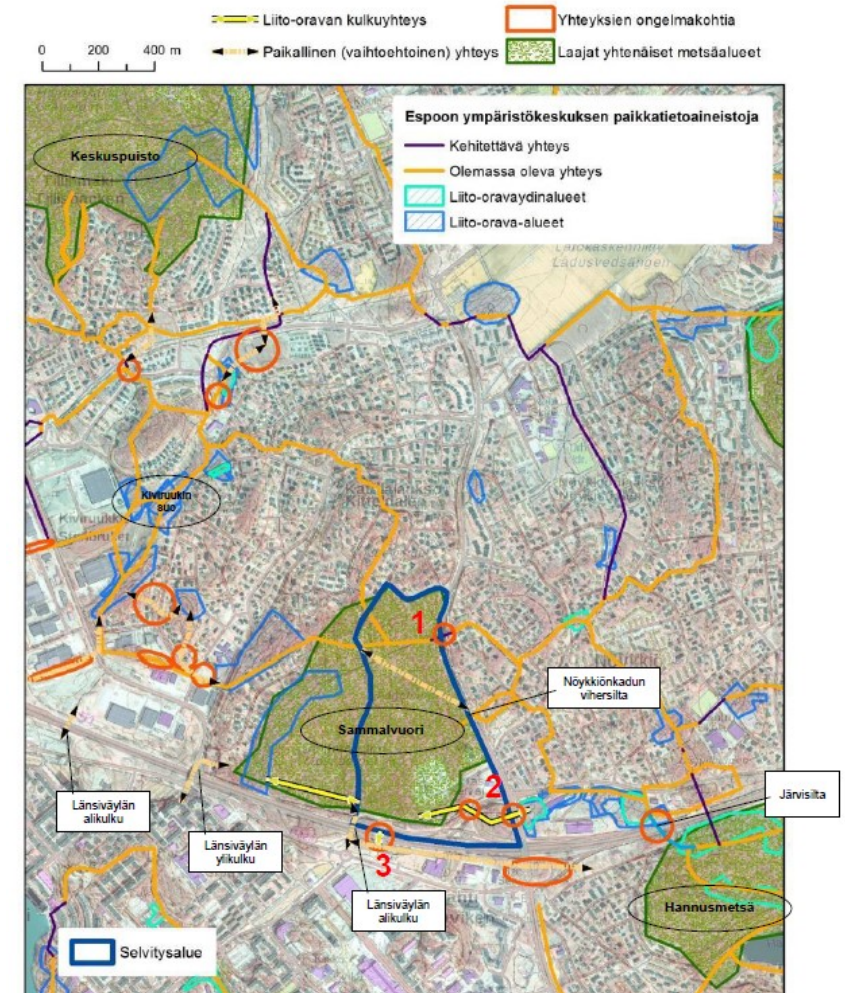 Liito-oravan kulkuyhteys
Yhteyksien ongelmakohtia
0 200 400 m
Paikallinen (vaihtoehtoinen) yhteys
Laajat yhtenäiset metsäalueet
Espoon ympäristökeskuksen paikkatietoaineistoja
Kehitettävä yhteys
Olemassa oleva yhteys
Liito-oravaydinalueet
Liito-orava-alueet
Keskuspuisto
Ladusvedsängen
Kiviruukin
suo
1
Nöykkiönkadun
vihersilta
Sammalvuori
2
Järvisilta
Länsiväylän
alikulku
Länsiväylän
ylikulku
3
Länsiväylän
alikulku
Hannusmetsä
Selvitysalue